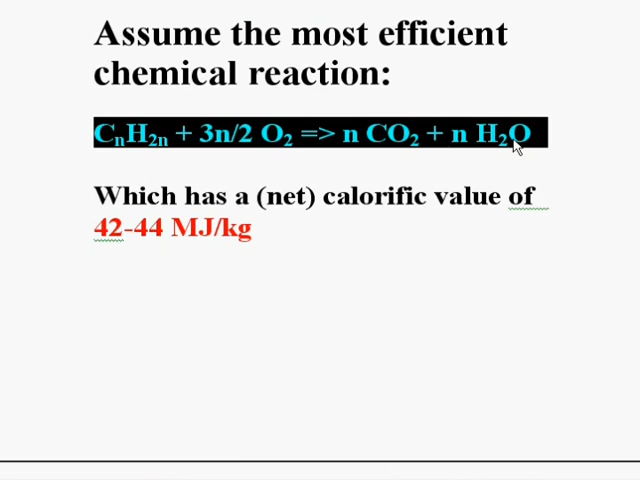 Assume the most efficient
chemical reaction:
CₙH₂ₙ + 3n/2 O₂ => n CO₂ + n H₂O
Which has a (net) calorific value of
42-44 MJ/kg